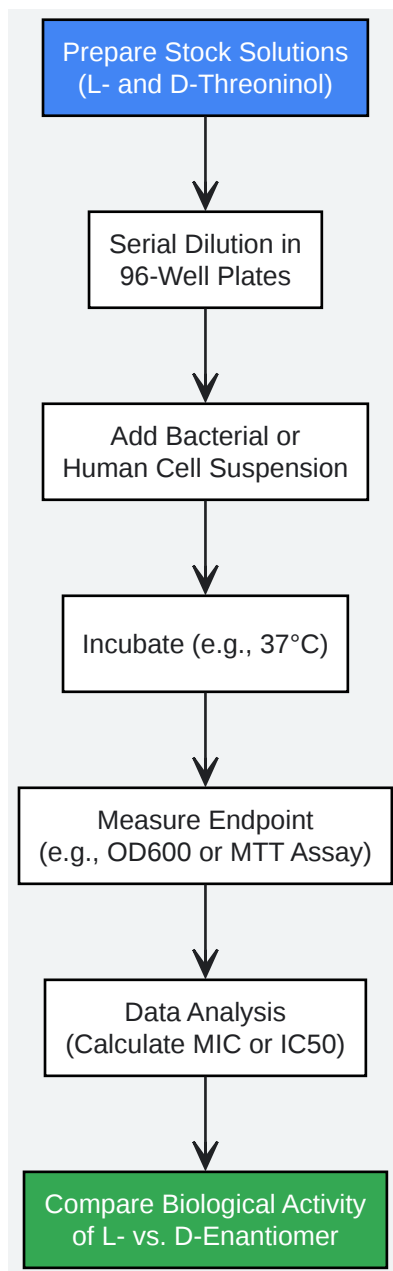 Prepare Stock Solutions
(L- and D-Threoninol)
Serial Dilution in
96-Well Plates
Add Bacterial or
Human Cell Suspension
Incubate (e.g., 37°C)
Measure Endpoint
(e.g., OD600 or MTT Assay)
Data Analysis
(Calculate MIC or IC50)
Compare Biological Activity
of L- vs. D-Enantiomer